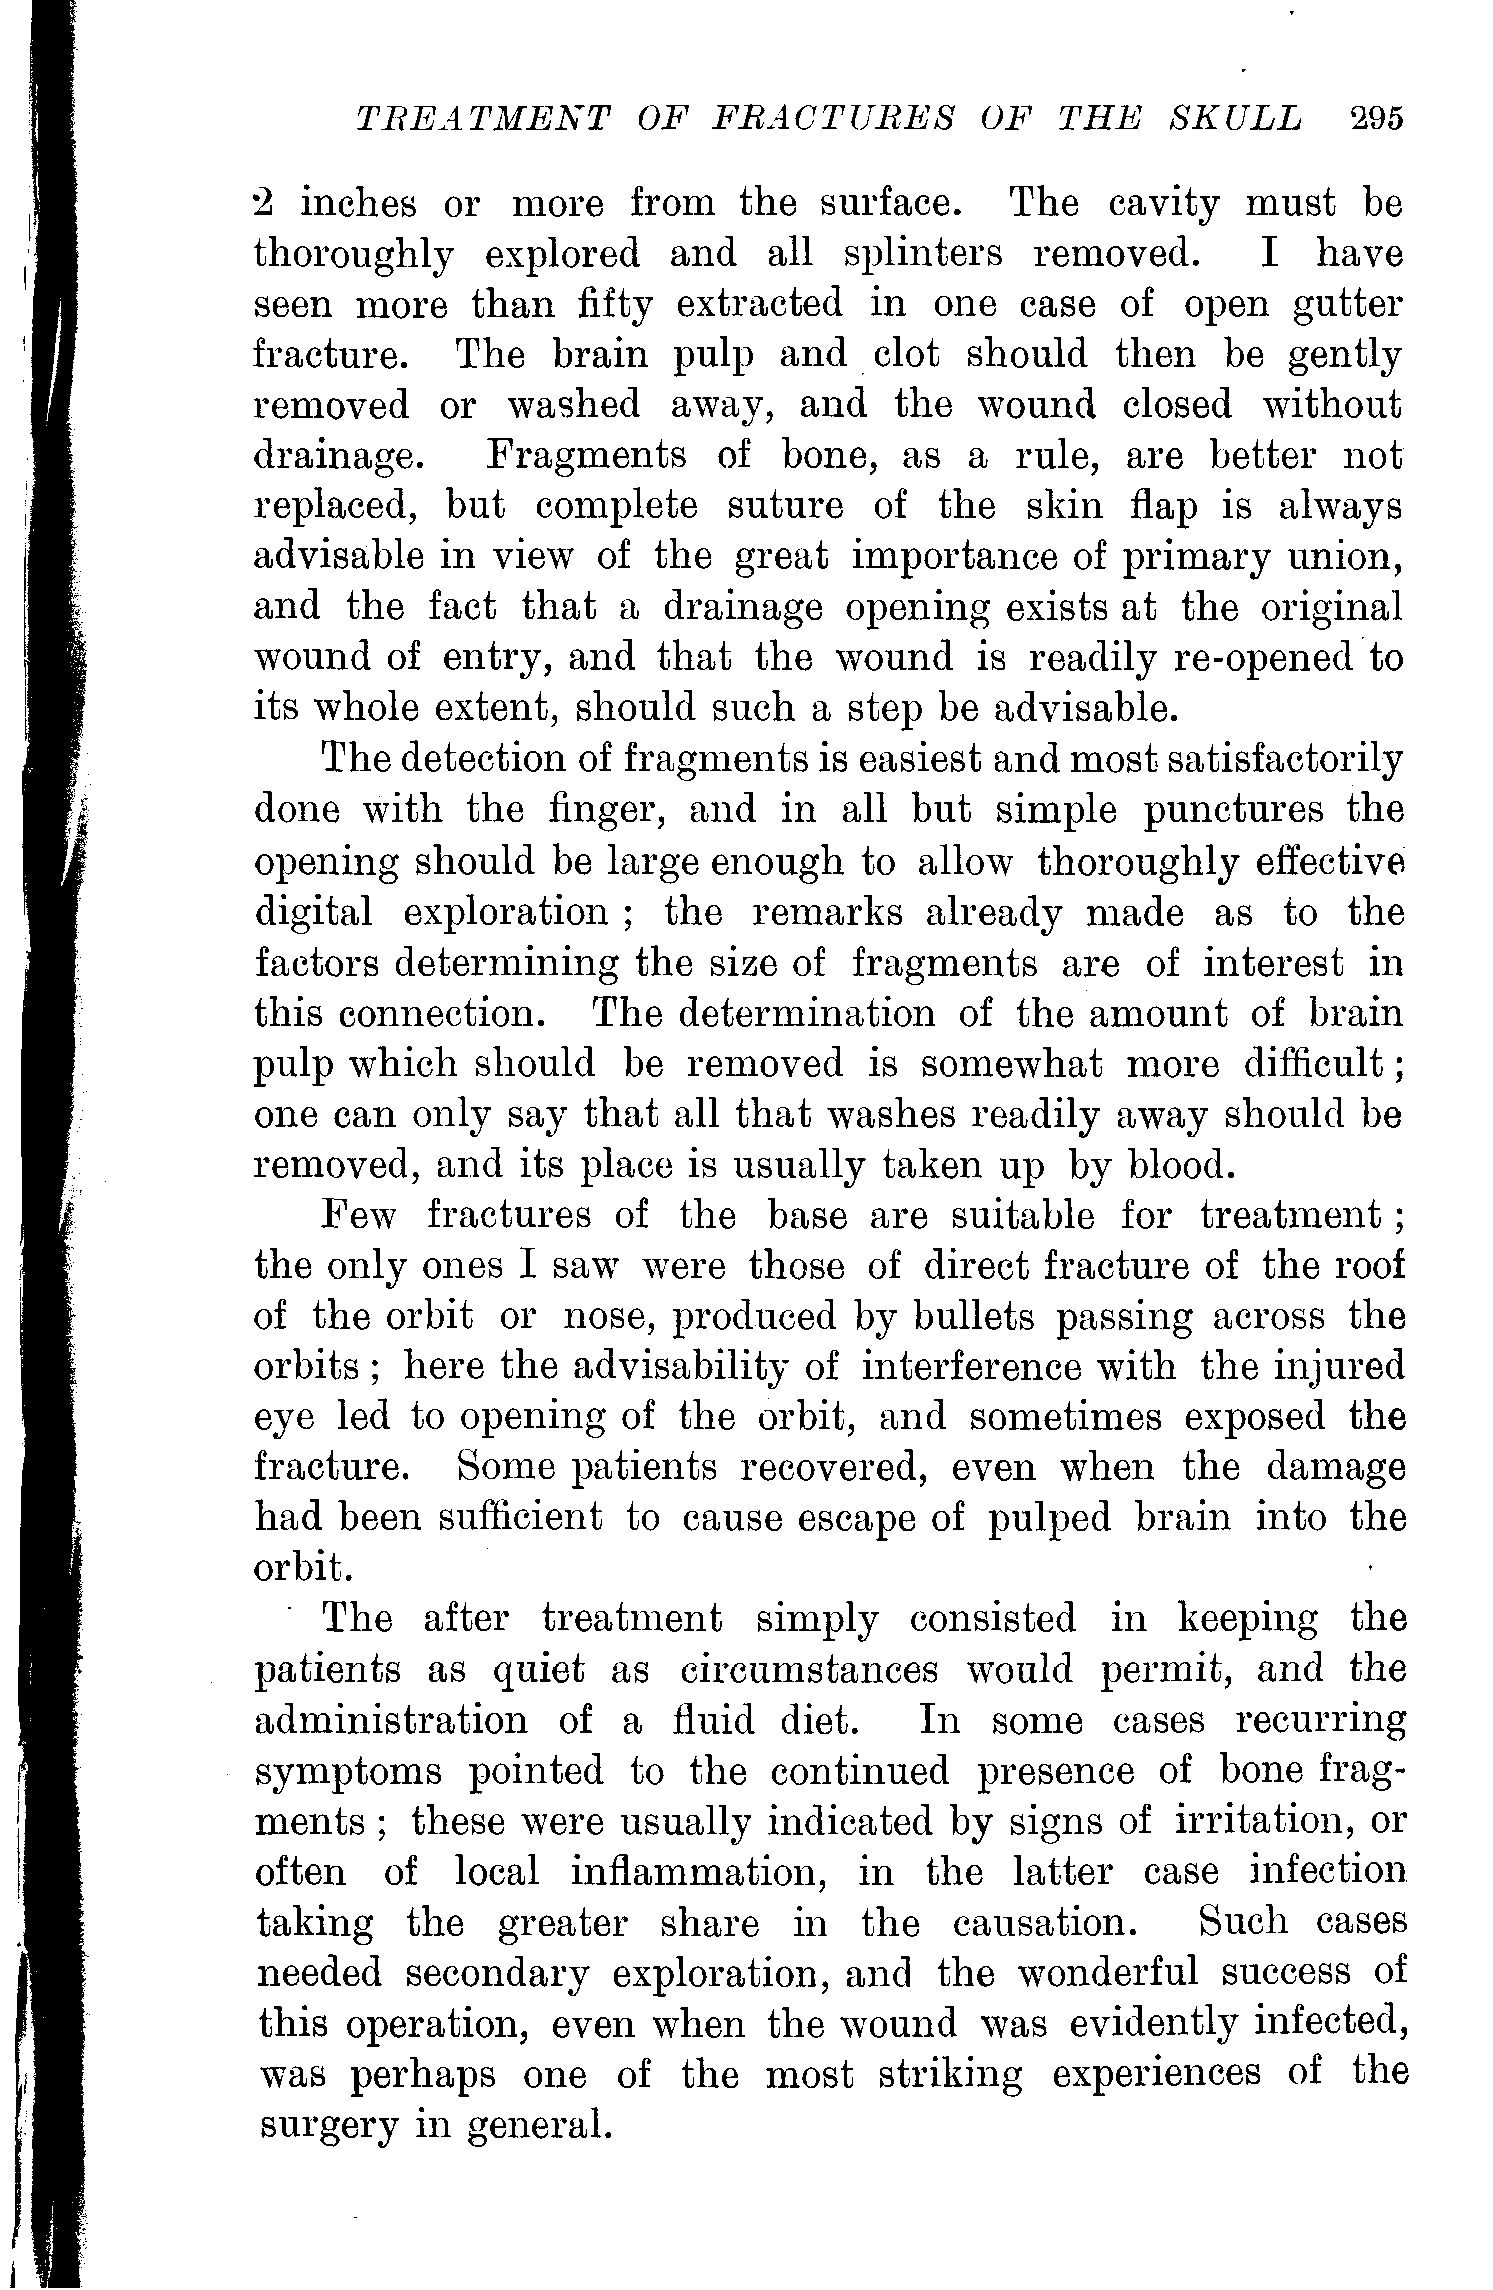 TREATMENT OF FRACTURES OF THE SKULL 295
2 inches or more from the surface. The cavity must be
thoroughly explored and all splinters removed. I have
seen more than fifty extracted in one case of open gutter
fracture. The brain pulp and clot should then be gently
removed or washed away, and the wound closed without
drainage. Fragments of bone, as a rule, are better not
replaced, but complete suture of the skin flap is always
advisable in view of the great importance of primary union,
and the fact that a drainage opening exists at the original
wound of entry, and that the wound is readily re-opened to
its whole extent, should such a step be advisable.
The detection of fragments is easiest and most satisfactorily
done with the finger, and in all but simple punctures the
opening should be large enough to allow thoroughly effective
digital exploration ; the remarks already made as to the
factors determining the size of fragments are of interest in
this connection. The determination of the amount of brain
pulp which should be removed is somewhat more difficult ;
one can only say that all that washes readily away should be
removed, and its place is usually taken up by blood.
Few fractures of the base are suitable for treatment ;
the only ones I saw were those of direct fracture of the roof
of the orbit or nose, produced by bullets passing across the
orbits ; here the advisability of interference with the injured
eye led to opening of the orbit, and sometimes exposed the
fracture. Some patients recovered, even when the damage
had been sufficient to cause escape of pulped brain into the
orbit.
The after treatment simply consisted in keeping the
patients as quiet as circumstances would permit, and the
administration of a fluid diet. In some cases recurring
symptoms pointed to the continued presence of bone frag-
ments ; these were usually indicated by signs of irritation, or
often of local inflammation, in the latter case infection
taking the greater share in the causation. Such cases
needed secondary exploration, and the wonderful success of
this operation, even when the wound was evidently infected,
was perhaps one of the most striking experiences of the
surgery in general.